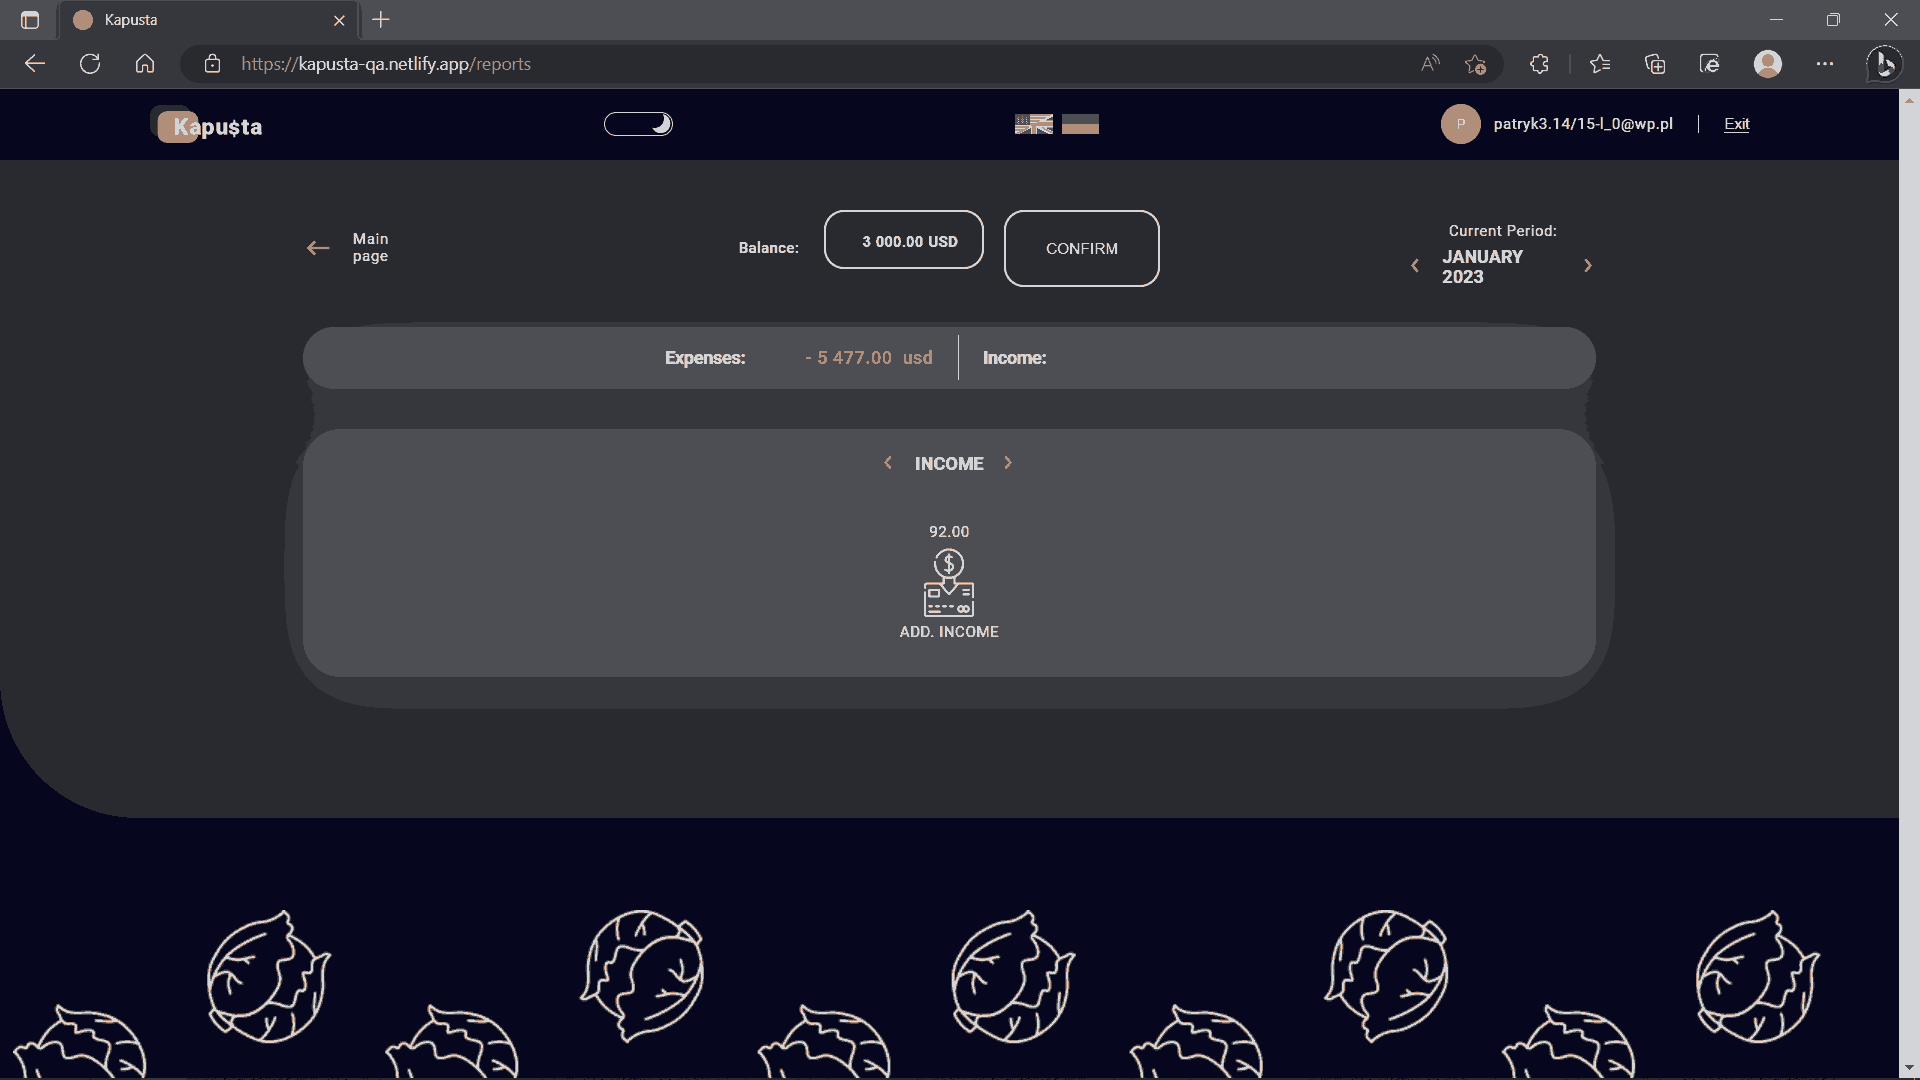 Kapusta
https://kapusta-qa.netlify.app/reports
Kapu$ta
P
patryk3.14/15-l_0@wp.pl
Exit
Main
page
Balance:
3 000.00 USD
CONFIRM
Current Period:
JANUARY
2023
Expenses:
- 5 477.00 usd
Income:
INCOME
92.00
$
ADD. INCOME